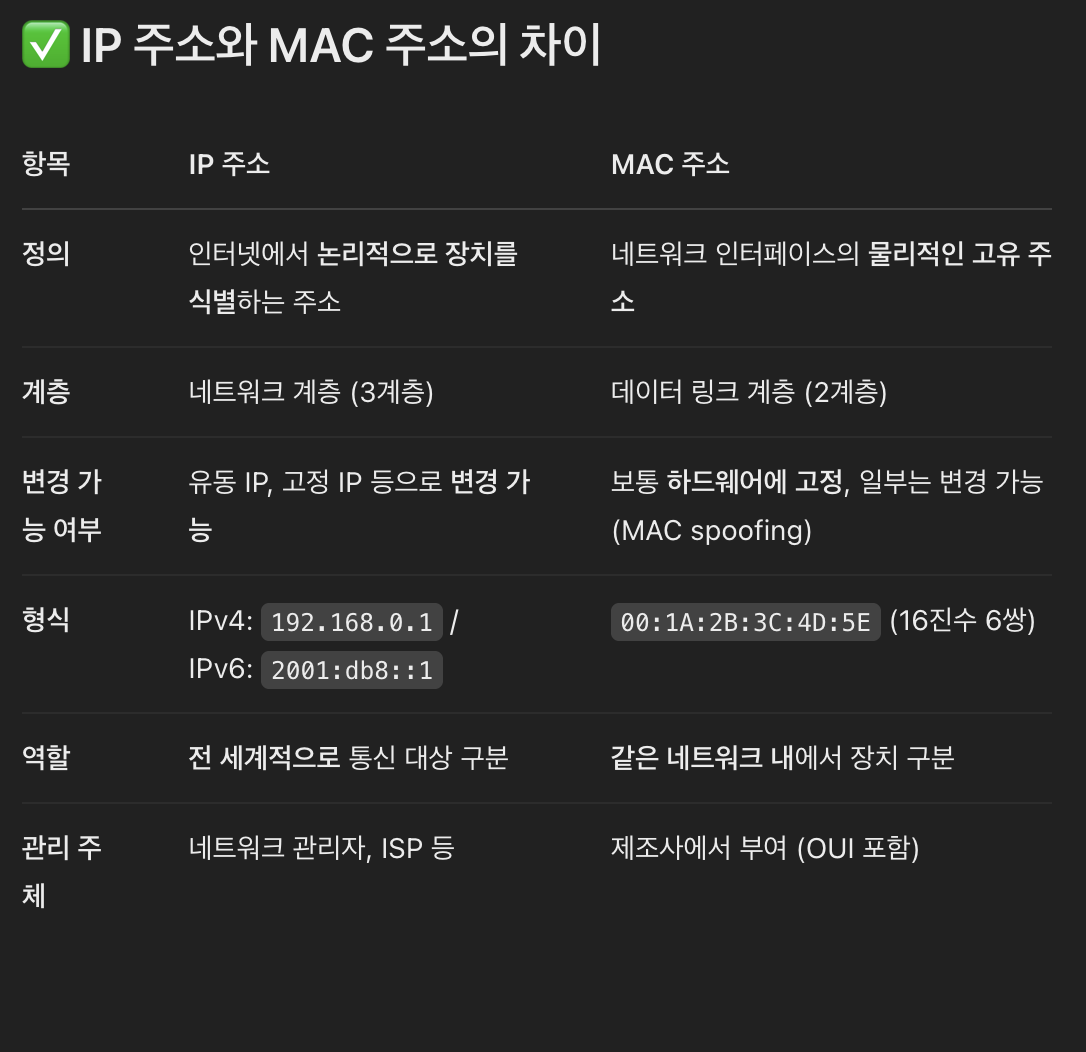 ✅ IP 주소와 MAC 주소의 차이
항목 IP 주소 MAC 주소
정의 인터넷에서 논리적으로 장치를 네트워크 인터페이스의 물리적인 고유 주
식별하는 주소 소
계층 네트워크 계층 (3계층) 데이터 링크 계층 (2계층)
변경 가 유동 IP, 고정 IP 등으로 변경 가 보통 하드웨어에 고정, 일부는 변경 가능
능 여부 능 (MAC spoofing)
형식 IPv4: 192.168.0.1 / 00:1A:2B:3C:4D:5E (16진수 6쌍)
IPv6: 2001:db8::1
역할 전 세계적으로 통신 대상 구분 같은 네트워크 내에서 장치 구분
관리 주 네트워크 관리자, ISP 등 제조사에서 부여 (OUI 포함)
체